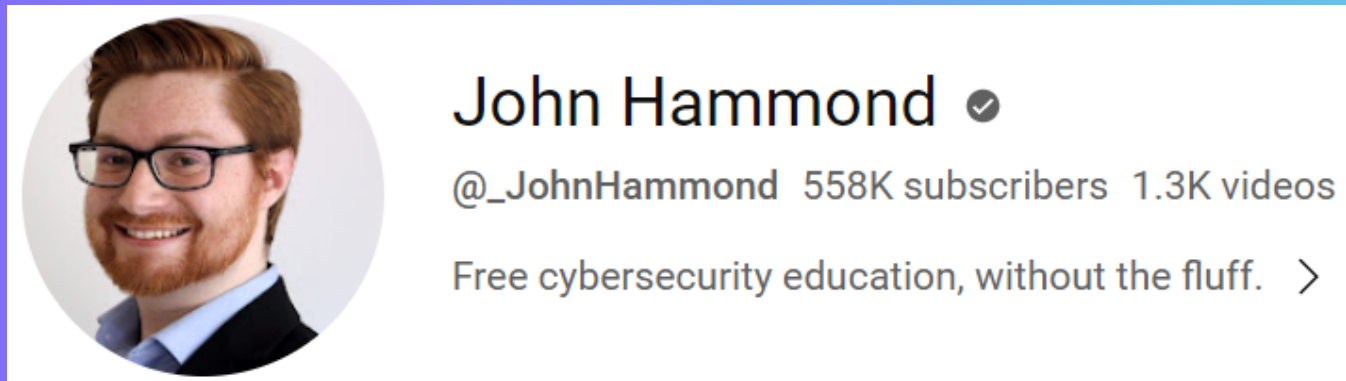 John Hammond
@_JohnHammond 558K subscribers 1.3K videos
Free cybersecurity education, without the fluff.